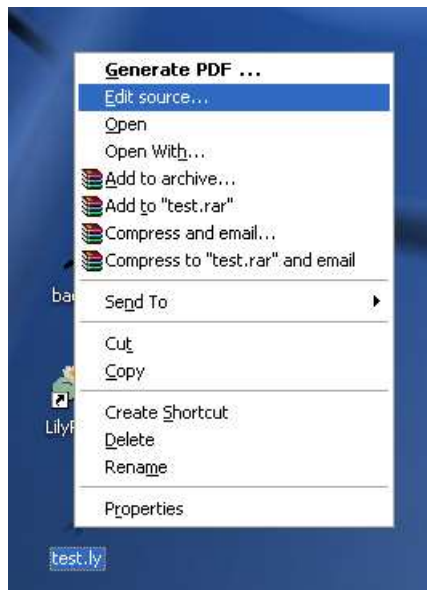 Generate PDF ...
Edit source...
Open
Open With...
Add to archive...
Add to "test.rar"
Compress and email...
Compress to "test.rar" and email
Send To
Cut
Copy
Create Shortcut
Delete
Rename
Properties
test.ly